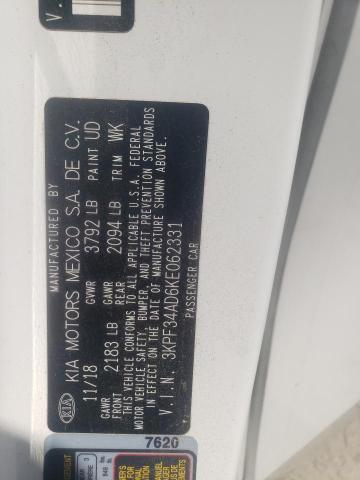 V.
MANUFACTURED BY
KIA KIA MOTORS MEXICO S.A. DE C.V.
11/18 GVWR 3792 LB PAINT UD
GAWR FRONT 2183 LB GAWR REAR 2094 LB TRIM WK
THIS VEHICLE CONFORMS TO ALL APPLICABLE U.S.A. FEDERAL
MOTOR VEHICLE SAFETY, BUMPER, AND THEFT PREVENTION STANDARDS
IN EFFECT ON THE DATE OF MANUFACTURE SHOWN ABOVE.
V.I.N.: 3KPF34AD6KE062331
PASSENGER CAR
7620